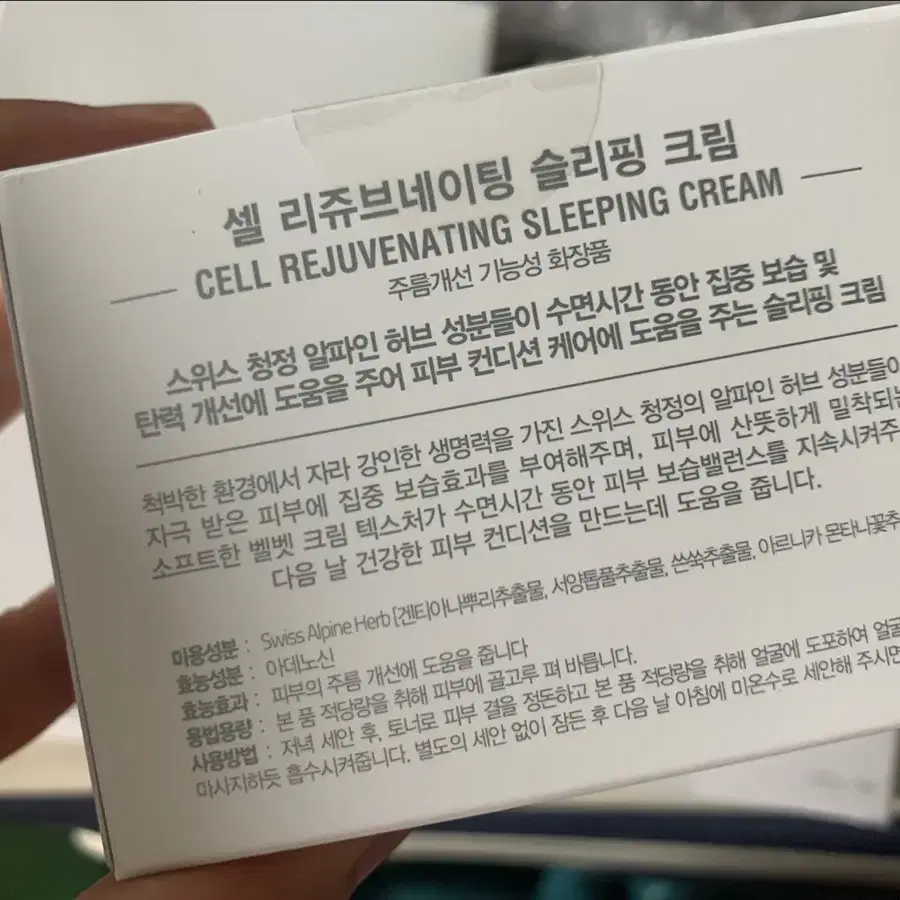 셀 리쥬브네이팅 슬리핑 크림
CELL REJUVENATING SLEEPING CREAM
주름개선 기능성 화장품
스위스 청정 알파인 허브 성분들이 수면시간 동안 집중 보습 및
탄력 개선에 도움을 주어 피부 컨디션 케어에 도움을 주는 슬리핑 크림
척박한 환경에서 자라 강인한 생명력을 가진 스위스 청정의 알파인 허브 성분들이
자극 받은 피부에 집중 보습효과를 부여해주며, 피부에 산뜻하게 밀착되는
소프트한 벨벳 크림 텍스처가 수면시간 동안 피부 보습밸런스를 지속시켜주
다음 날 건강한 피부 컨디션을 만드는데 도움을 줍니다.
미용성분 : Swiss Alpine Herb [겐티아나뿌리추출물, 서양톱풀추출물, 쓴쑥추출물, 아르니카 몬타나꽃추
효능성분 : 아데노신
효능효과 : 피부의 주름 개선에 도움을 줍니다
용법용량 : 본 품 적당량을 취해 피부에 골고루 펴 바릅니다.
사용방법 : 저녁 세안 후, 토너로 피부 결을 정돈하고 본 품 적당량을 취해 얼굴에 도포하여 얼굴
마사지하듯 흡수시켜줍니다. 별도의 세안 없이 잠든 후 다음 날 아침에 미온수로 세안해 주시면